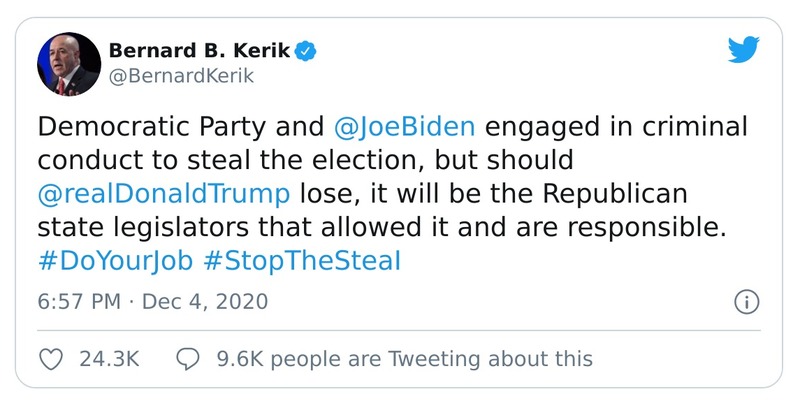 Bernard B. Kerik
@BernardKerik
Democratic Party and @JoeBiden engaged in criminal
conduct to steal the election, but should
@realDonaldTrump lose, it will be the Republican
state legislators that allowed it and are responsible.
#DoYourJob #StopTheSteaI
6:57 PM · Dec 4, 2020
24.3K 9.6K people are Tweeting about this